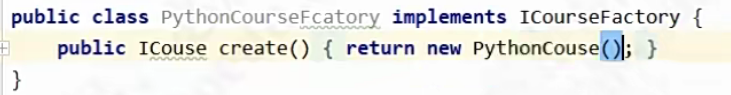 public class PythonCourseFcatory implements ICourseFactory {
public ICouse create() { return new PythonCouse(); }
}